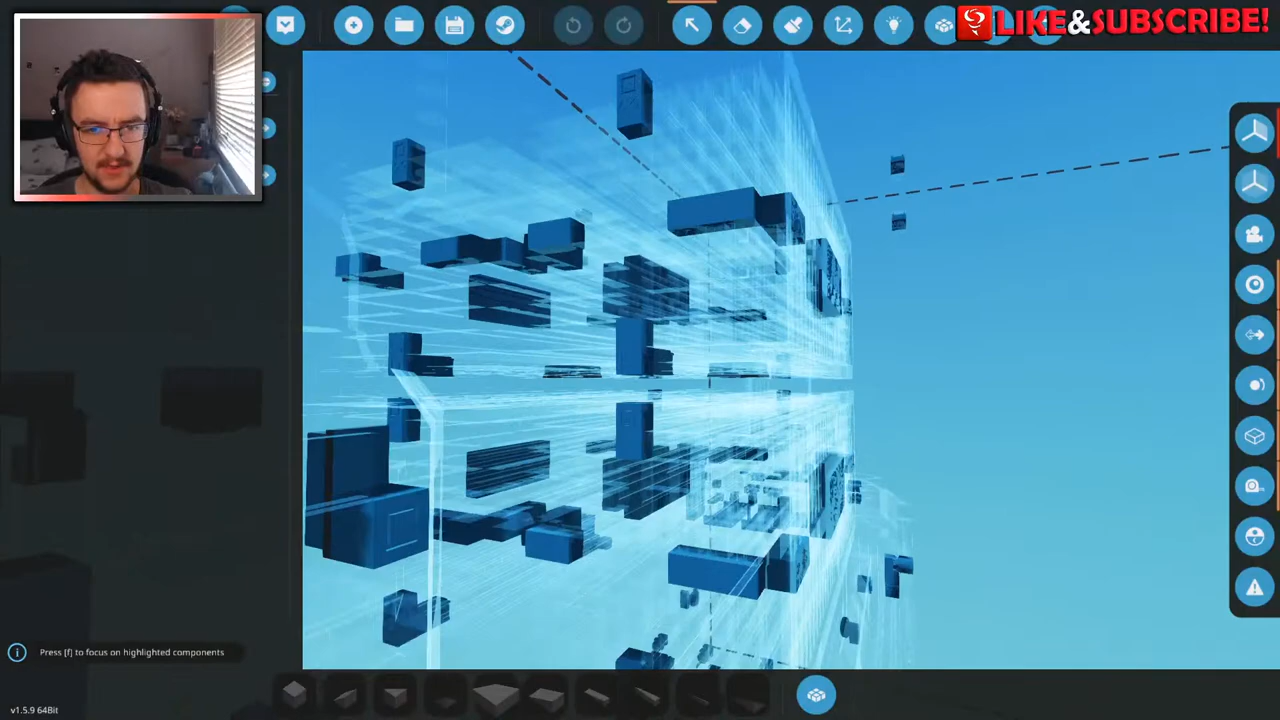 LIKE&SUBSCRIBE!
Press [f] to focus on highlighted components
v1.5.9 64Bit